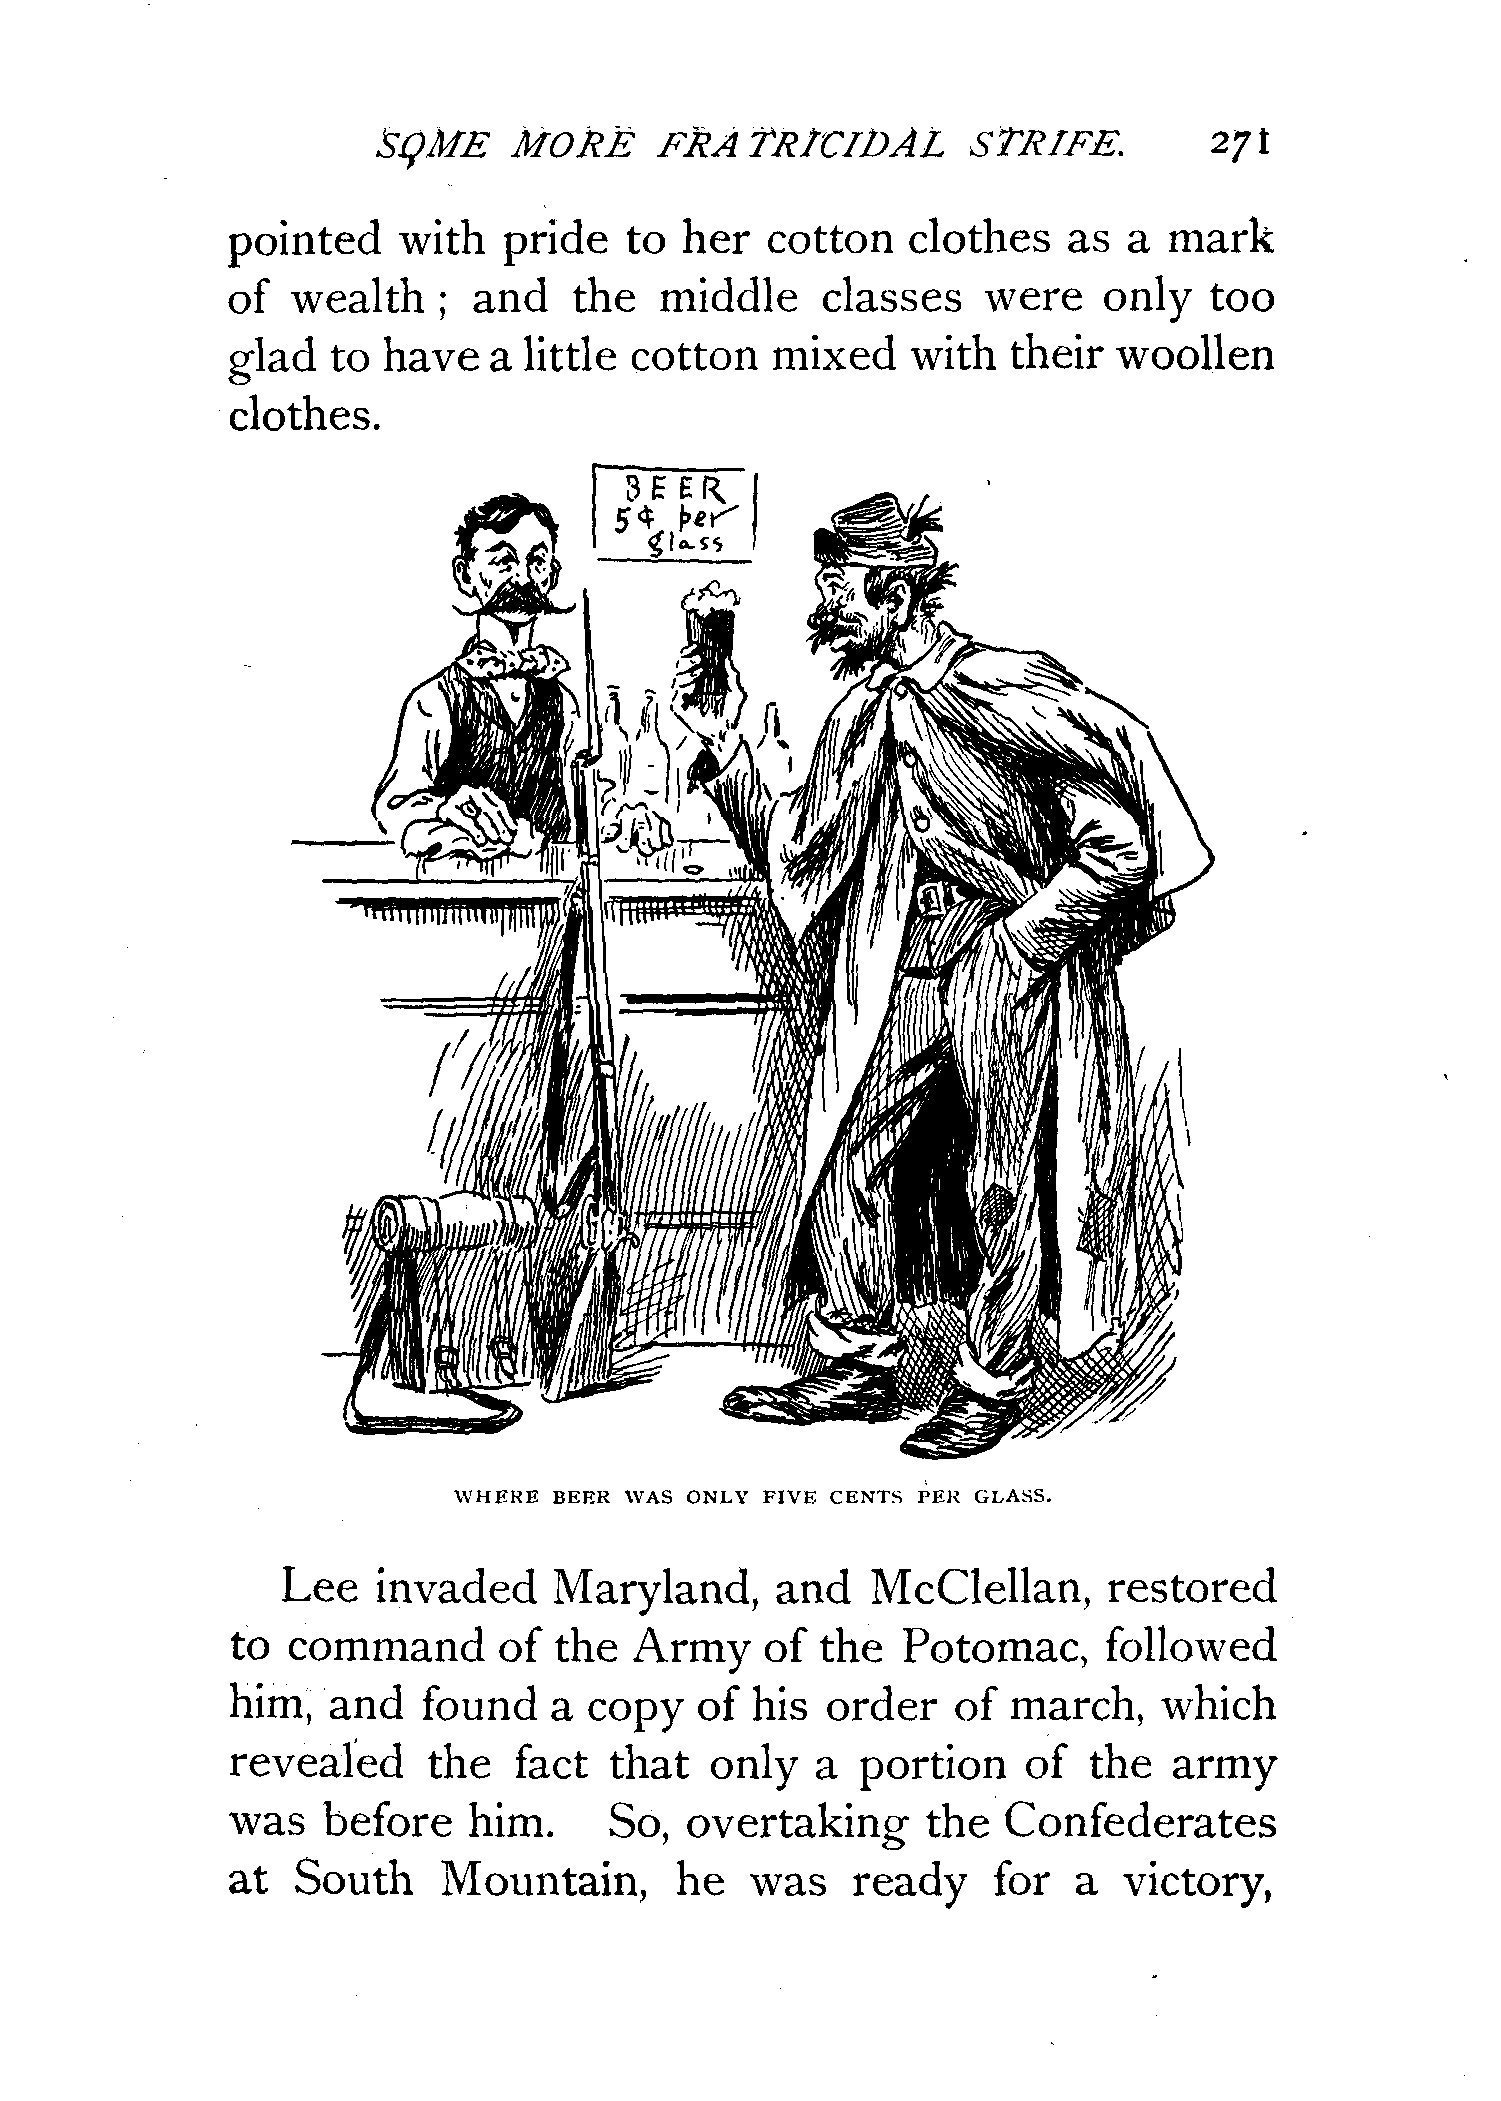 SOME MORE FRATRICIDAL STRIFE. 271
pointed with pride to her cotton clothes as a mark
of wealth ; and the middle classes were only too
glad to have a little cotton mixed with their woollen
clothes.
BEER
5¢ per
glass
WHERE BEER WAS ONLY FIVE CENTS PER GLASS.
Lee invaded Maryland, and McClellan, restored
to command of the Army of the Potomac, followed
him, and found a copy of his order of march, which
revealed the fact that only a portion of the army
was before him. So, overtaking the Confederates
at South Mountain, he was ready for a victory,